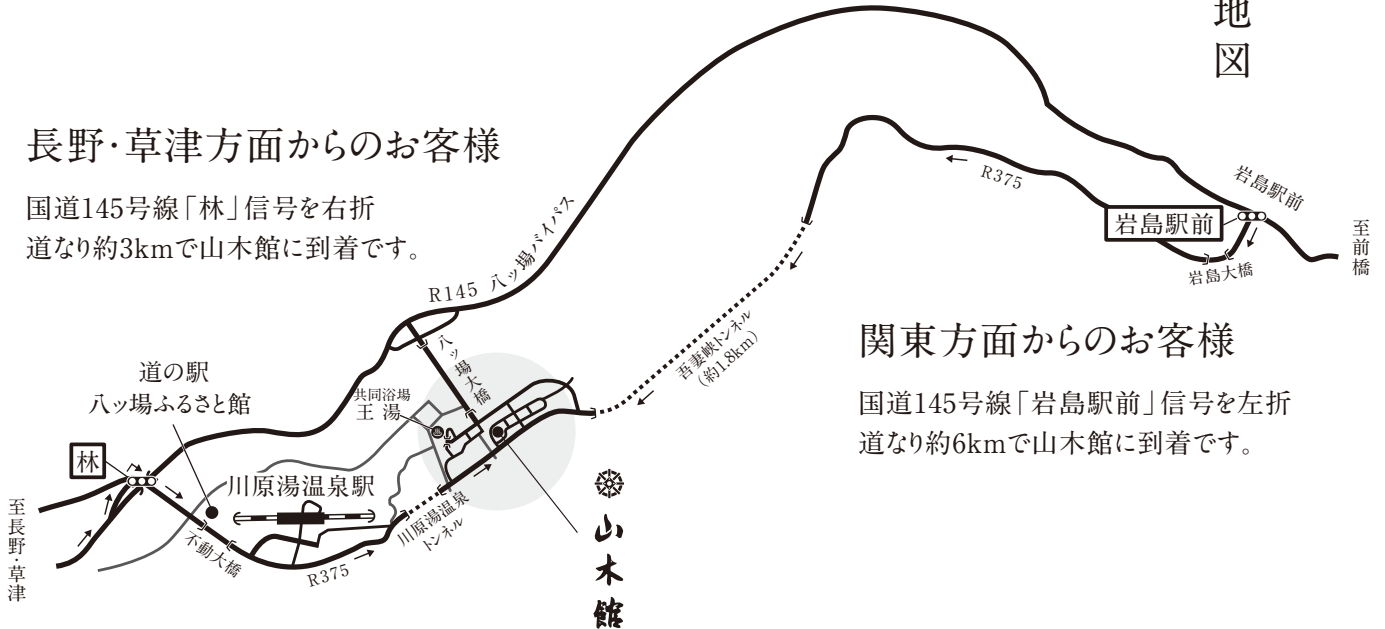 地図
長野・草津方面からのお客様
国道145号線「林」信号を右折
道なり約3kmで山木館に到着です。
R375
岩島駅前
岩島駅前
至前橋
岩島大橋
R145 八ッ場バイパス
八ッ場大橋
吾妻峡トンネル
(約1.8km)
関東方面からのお客様
国道145号線「岩島駅前」信号を左折
道なり約6kmで山木館に到着です。
道の駅
八ッ場ふるさと館
共同浴場
王湯
林
川原湯温泉駅
至長野・草津
不動大橋
R375
川原湯温泉
トンネル
山木館